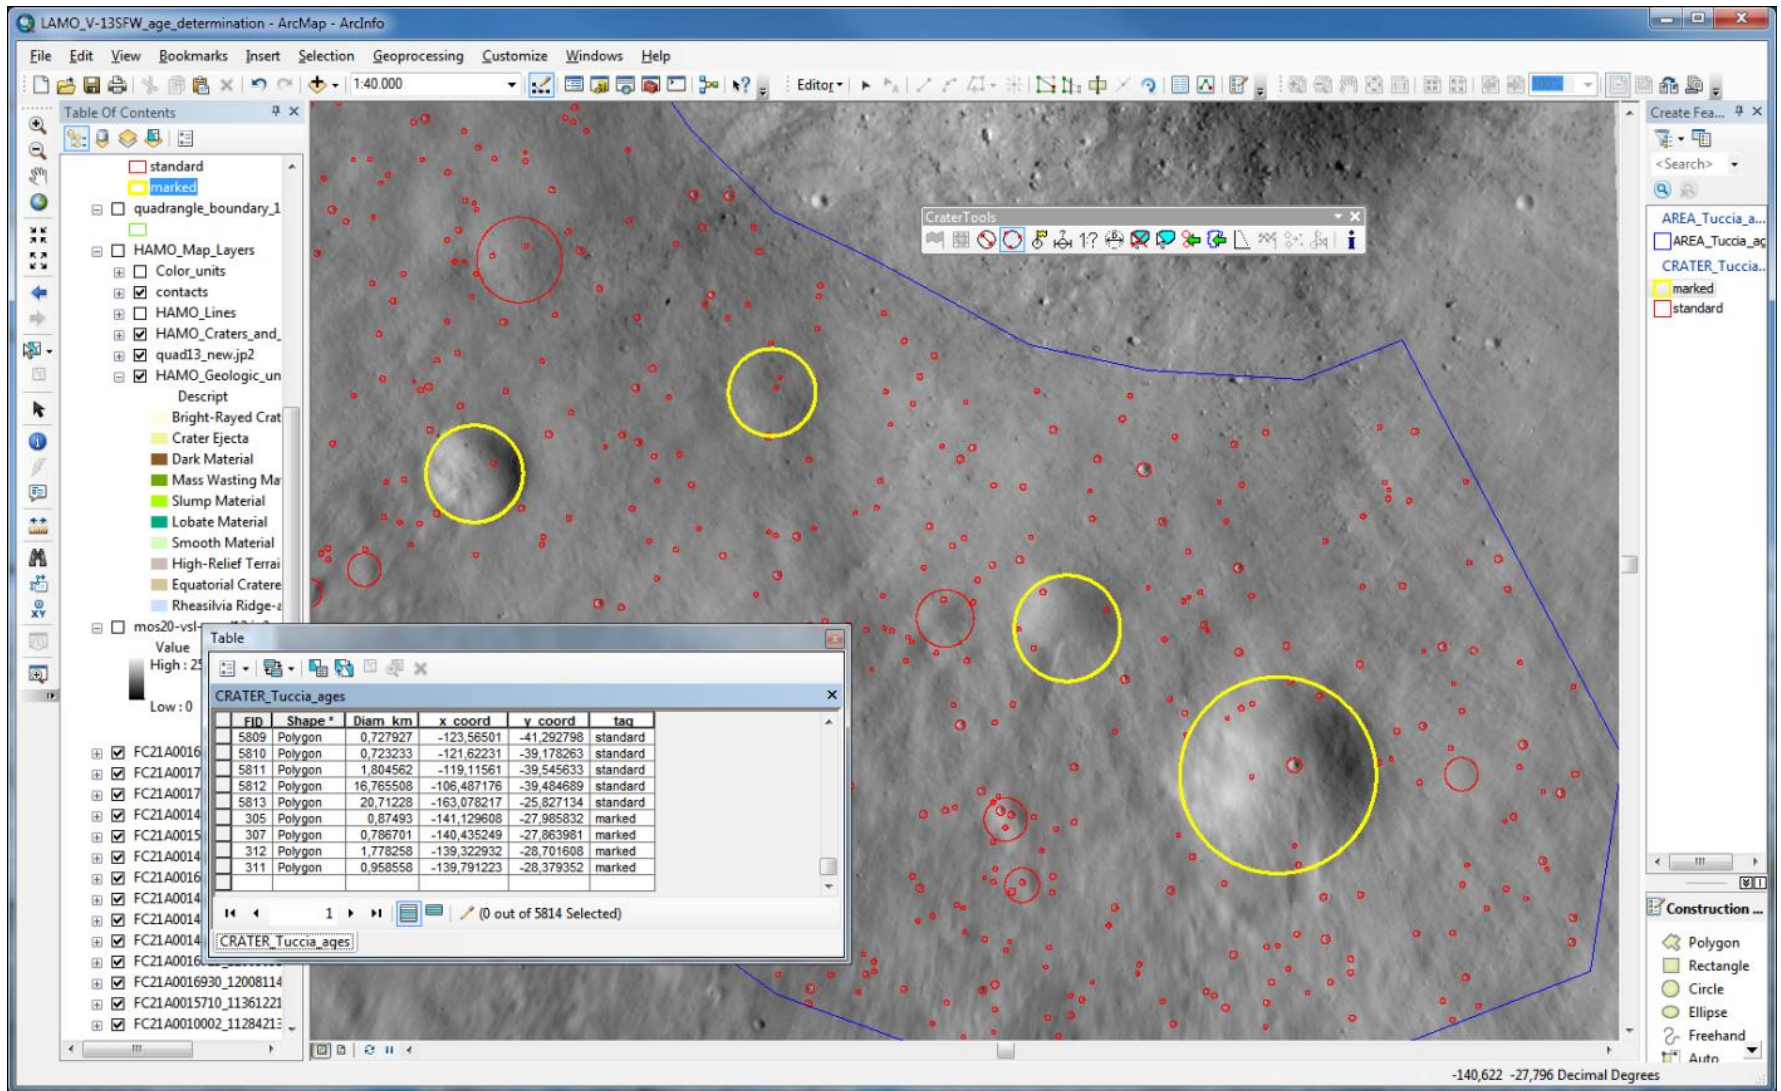 LAMO_V-13SFW_age_determination - ArcMap - ArcInfo
File Edit View Bookmarks Insert Selection Geoprocessing Customize Windows Help
1:40.000
Editor
100%
Table Of Contents
standard
marked
quadrangle_boundary_1
HAMO_Map_Layers
Color_units
contacts
HAMO_Lines
HAMO_Craters_and_
quad13_new.jp2
HAMO_Geologic_un
Descript
Bright-Rayed Crat
Crater Ejecta
Dark Material
Mass Wasting Ma
Slump Material
Lobate Material
Smooth Material
High-Relief Terrai
Equatorial Cratere
Rheasilvia Ridge-a
mos20-vsl-
Value
High : 25
Low : 0
FC21A0016
FC21A0017
FC21A0017
FC21A0014
FC21A0015
FC21A0014
FC21A0016
FC21A0014
FC21A0014
FC21A0014
FC21A0016930_12008114
FC21A0015710_11361221
FC21A0010002_11284213
CraterTools
1?
Table
CRATER_Tuccia_ages
FID Shape * Diam_km x_coord y_coord tag
5809 Polygon 0,727927 -123,56501 -41,292798 standard
5810 Polygon 0,723233 -121,62231 -39,178263 standard
5811 Polygon 1,804562 -119,11561 -39,545633 standard
5812 Polygon 16,765508 -106,487176 -39,484689 standard
5813 Polygon 20,71228 -163,078217 -25,827134 standard
305 Polygon 0,87493 -141,129608 -27,985832 marked
307 Polygon 0,786701 -140,435249 -27,863981 marked
312 Polygon 1,778258 -139,322932 -28,701608 marked
311 Polygon 0,958558 -139,791223 -28,379352 marked
1
(0 out of 5814 Selected)
CRATER_Tuccia_ages
Create Fea...
<Search>
AREA_Tuccia_a...
AREA_Tuccia_ag
CRATER_Tuccia..
marked
standard
Construction ...
Polygon
Rectangle
Circle
Ellipse
Freehand
Auto
-140,622 -27,796 Decimal Degrees